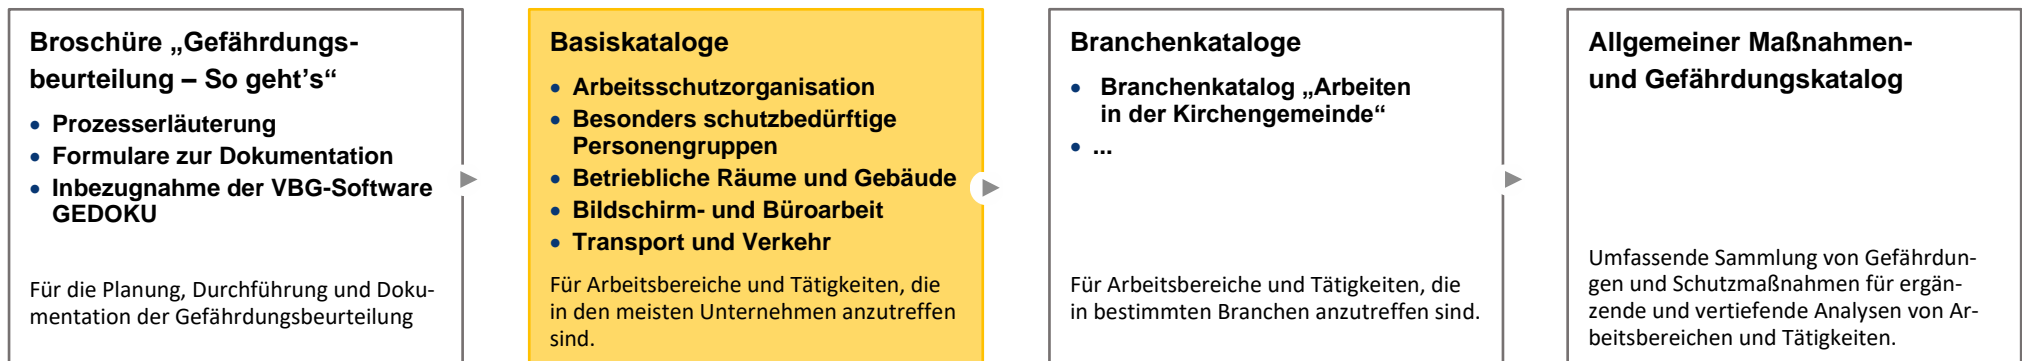 Broschüre „Gefährdungs-
beurteilung – So geht’s“
• Prozesserläuterung
• Formulare zur Dokumentation
• Inbezugnahme der VBG-Software
GEDOKU
Für die Planung, Durchführung und Doku-
mentation der Gefährdungsbeurteilung
Basiskataloge
• Arbeitsschutzorganisation
• Besonders schutzbedürftige
Personengruppen
• Betriebliche Räume und Gebäude
• Bildschirm- und Büroarbeit
• Transport und Verkehr
Für Arbeitsbereiche und Tätigkeiten, die
in den meisten Unternehmen anzutreffen
sind.
Branchenkataloge
• Branchenkatalog „Arbeiten
in der Kirchengemeinde“
• ...
Für Arbeitsbereiche und Tätigkeiten, die
in bestimmten Branchen anzutreffen sind.
Allgemeiner Maßnahmen-
und Gefährdungskatalog
Umfassende Sammlung von Gefährdun-
gen und Schutzmaßnahmen für ergän-
zende und vertiefende Analysen von Ar-
beitsbereichen und Tätigkeiten.